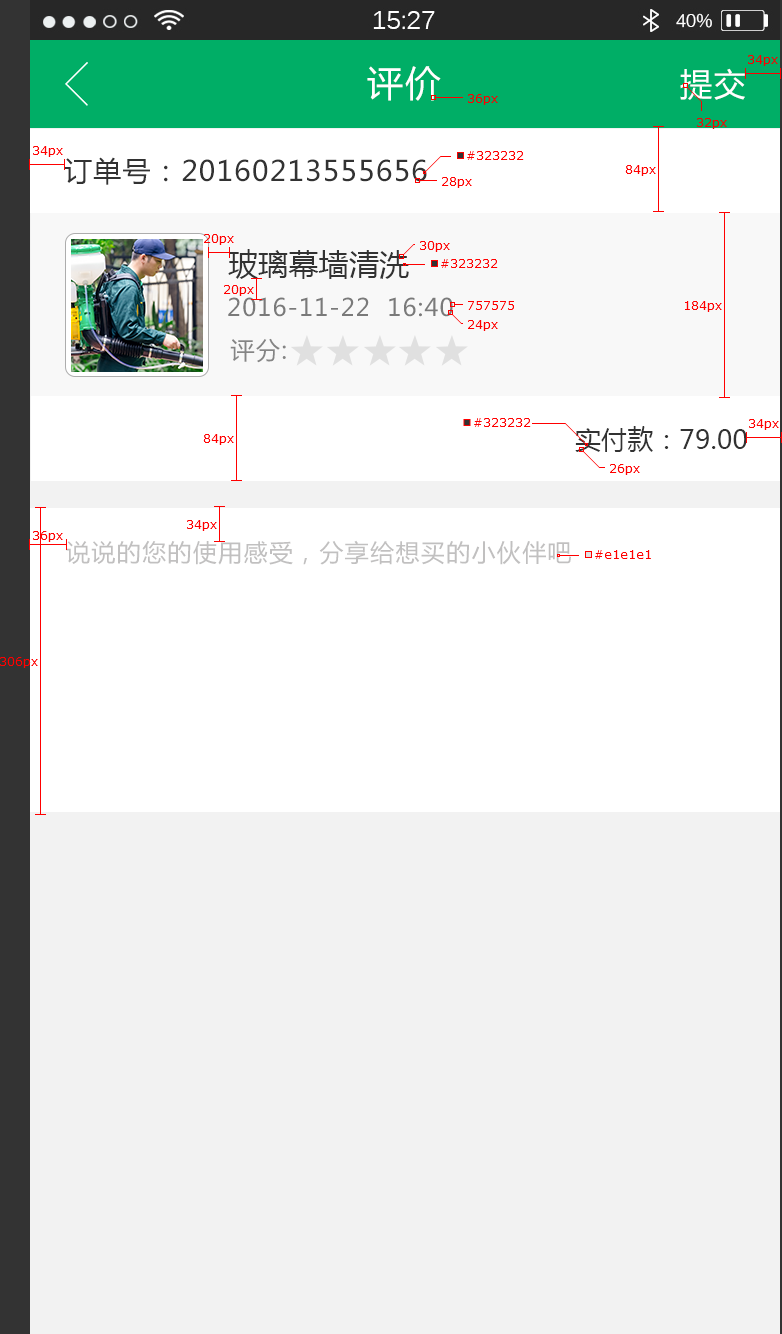 15:27
40%
评价
提交
34px
36px
32px
34px
订单号：20160213555656
#323232
28px
84px
20px
玻璃幕墙清洗
30px
#323232
20px
2016-11-22 16:40
757575
24px
184px
评分:
84px
#323232
实付款：79.00
34px
26px
34px
36px
说说的您的使用感受，分享给想买的小伙伴吧
#e1e1e1
306px